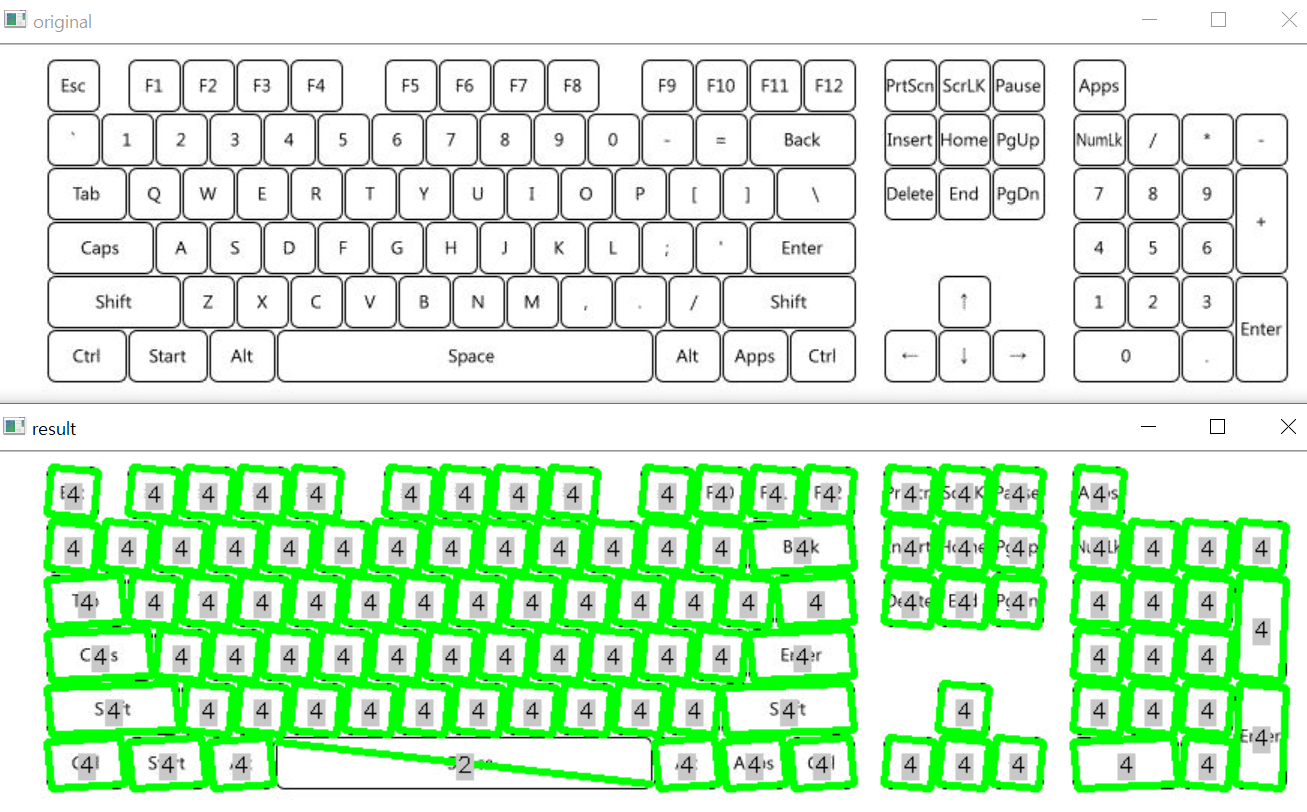 original
Esc F1 F2 F3 F4 F5 F6 F7 F8 F9 F10 F11 F12 PrtScn ScrLK Pause Apps
` 1 2 3 4 5 6 7 8 9 0 - = Back Insert Home PgUp NumLk / * -
Tab Q W E R T Y U I O P [ ] \ Delete End PgDn 7 8 9
+
Caps A S D F G H J K L ; ' Enter 4 5 6
Shift Z X C V B N M , . / Shift ↑ 1 2 3
Enter
Ctrl Start Alt Space Alt Apps Ctrl ← ↓ → 0 .
result
4 4 4 4 4 4 4 4 4 4 4 4 4 4 4 4 4
4 4 4 4 4 4 4 4 4 4 4 4 4 4 4 4 4 4 4 4 4
4 4 4 4 4 4 4 4 4 4 4 4 4 4 4 4 4 4 4 4
4
4 4 4 4 4 4 4 4 4 4 4 4 4 4 4 4
4 4 4 4 4 4 4 4 4 4 4 4 4 4 4 4
4
4 4 4 2 4 4 4 4 4 4 4 4